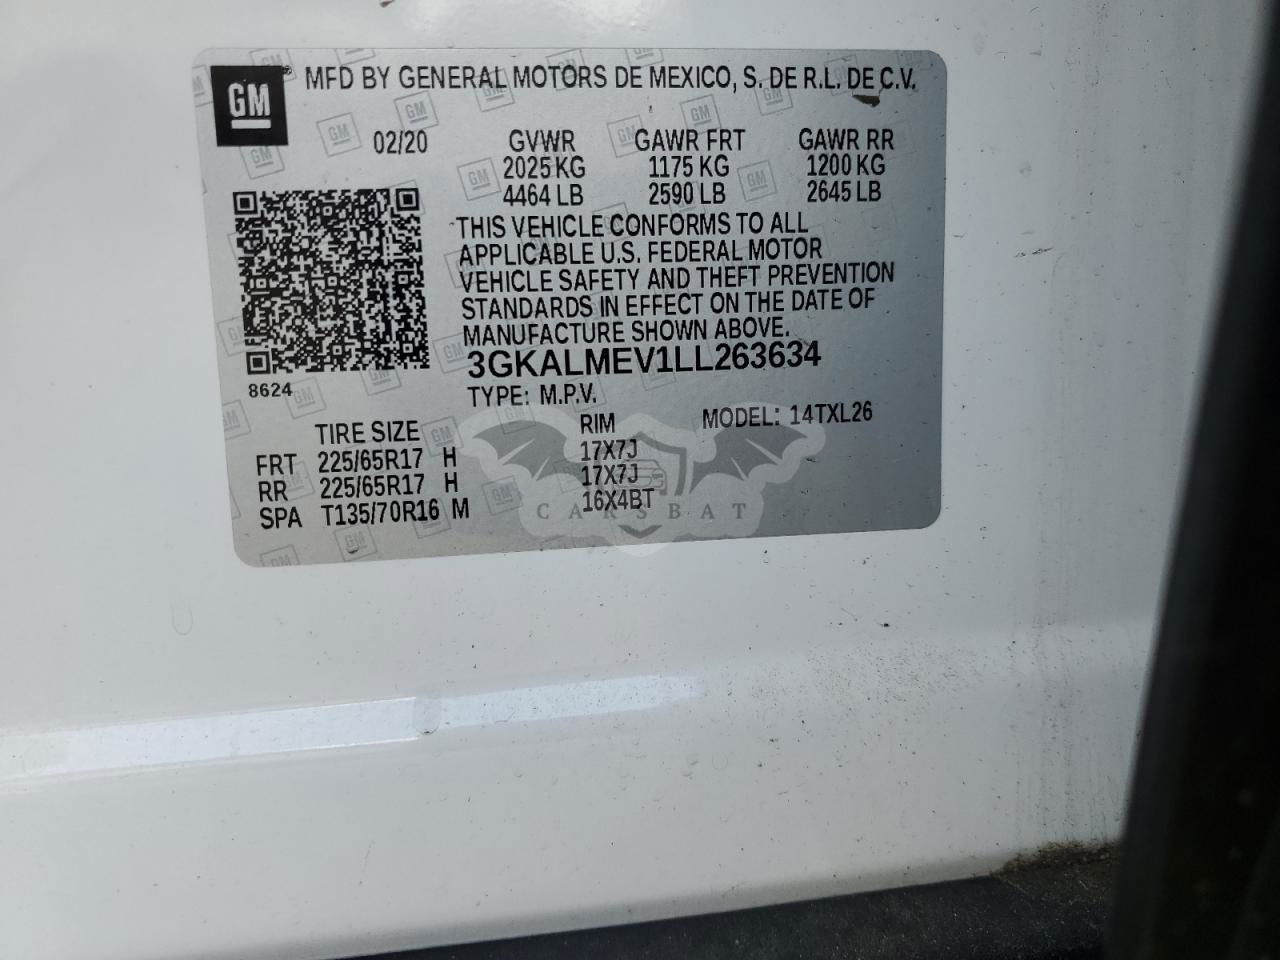 GM MFD BY GENERAL MOTORS DE MEXICO, S. DE R.L. DE C.V.
02/20 GVWR GAWR FRT GAWR RR
2025 KG 1175 KG 1200 KG
4464 LB 2590 LB 2645 LB
THIS VEHICLE CONFORMS TO ALL
APPLICABLE U.S. FEDERAL MOTOR
VEHICLE SAFETY AND THEFT PREVENTION
STANDARDS IN EFFECT ON THE DATE OF
MANUFACTURE SHOWN ABOVE.
3GKALMEV1LL263634
8624
TYPE: M.P.V.
TIRE SIZE RIM MODEL: 14TXL26
FRT 225/65R17 H 17X7J
RR 225/65R17 H 17X7J
SPA T135/70R16 M 16X4BT
CARSBAT